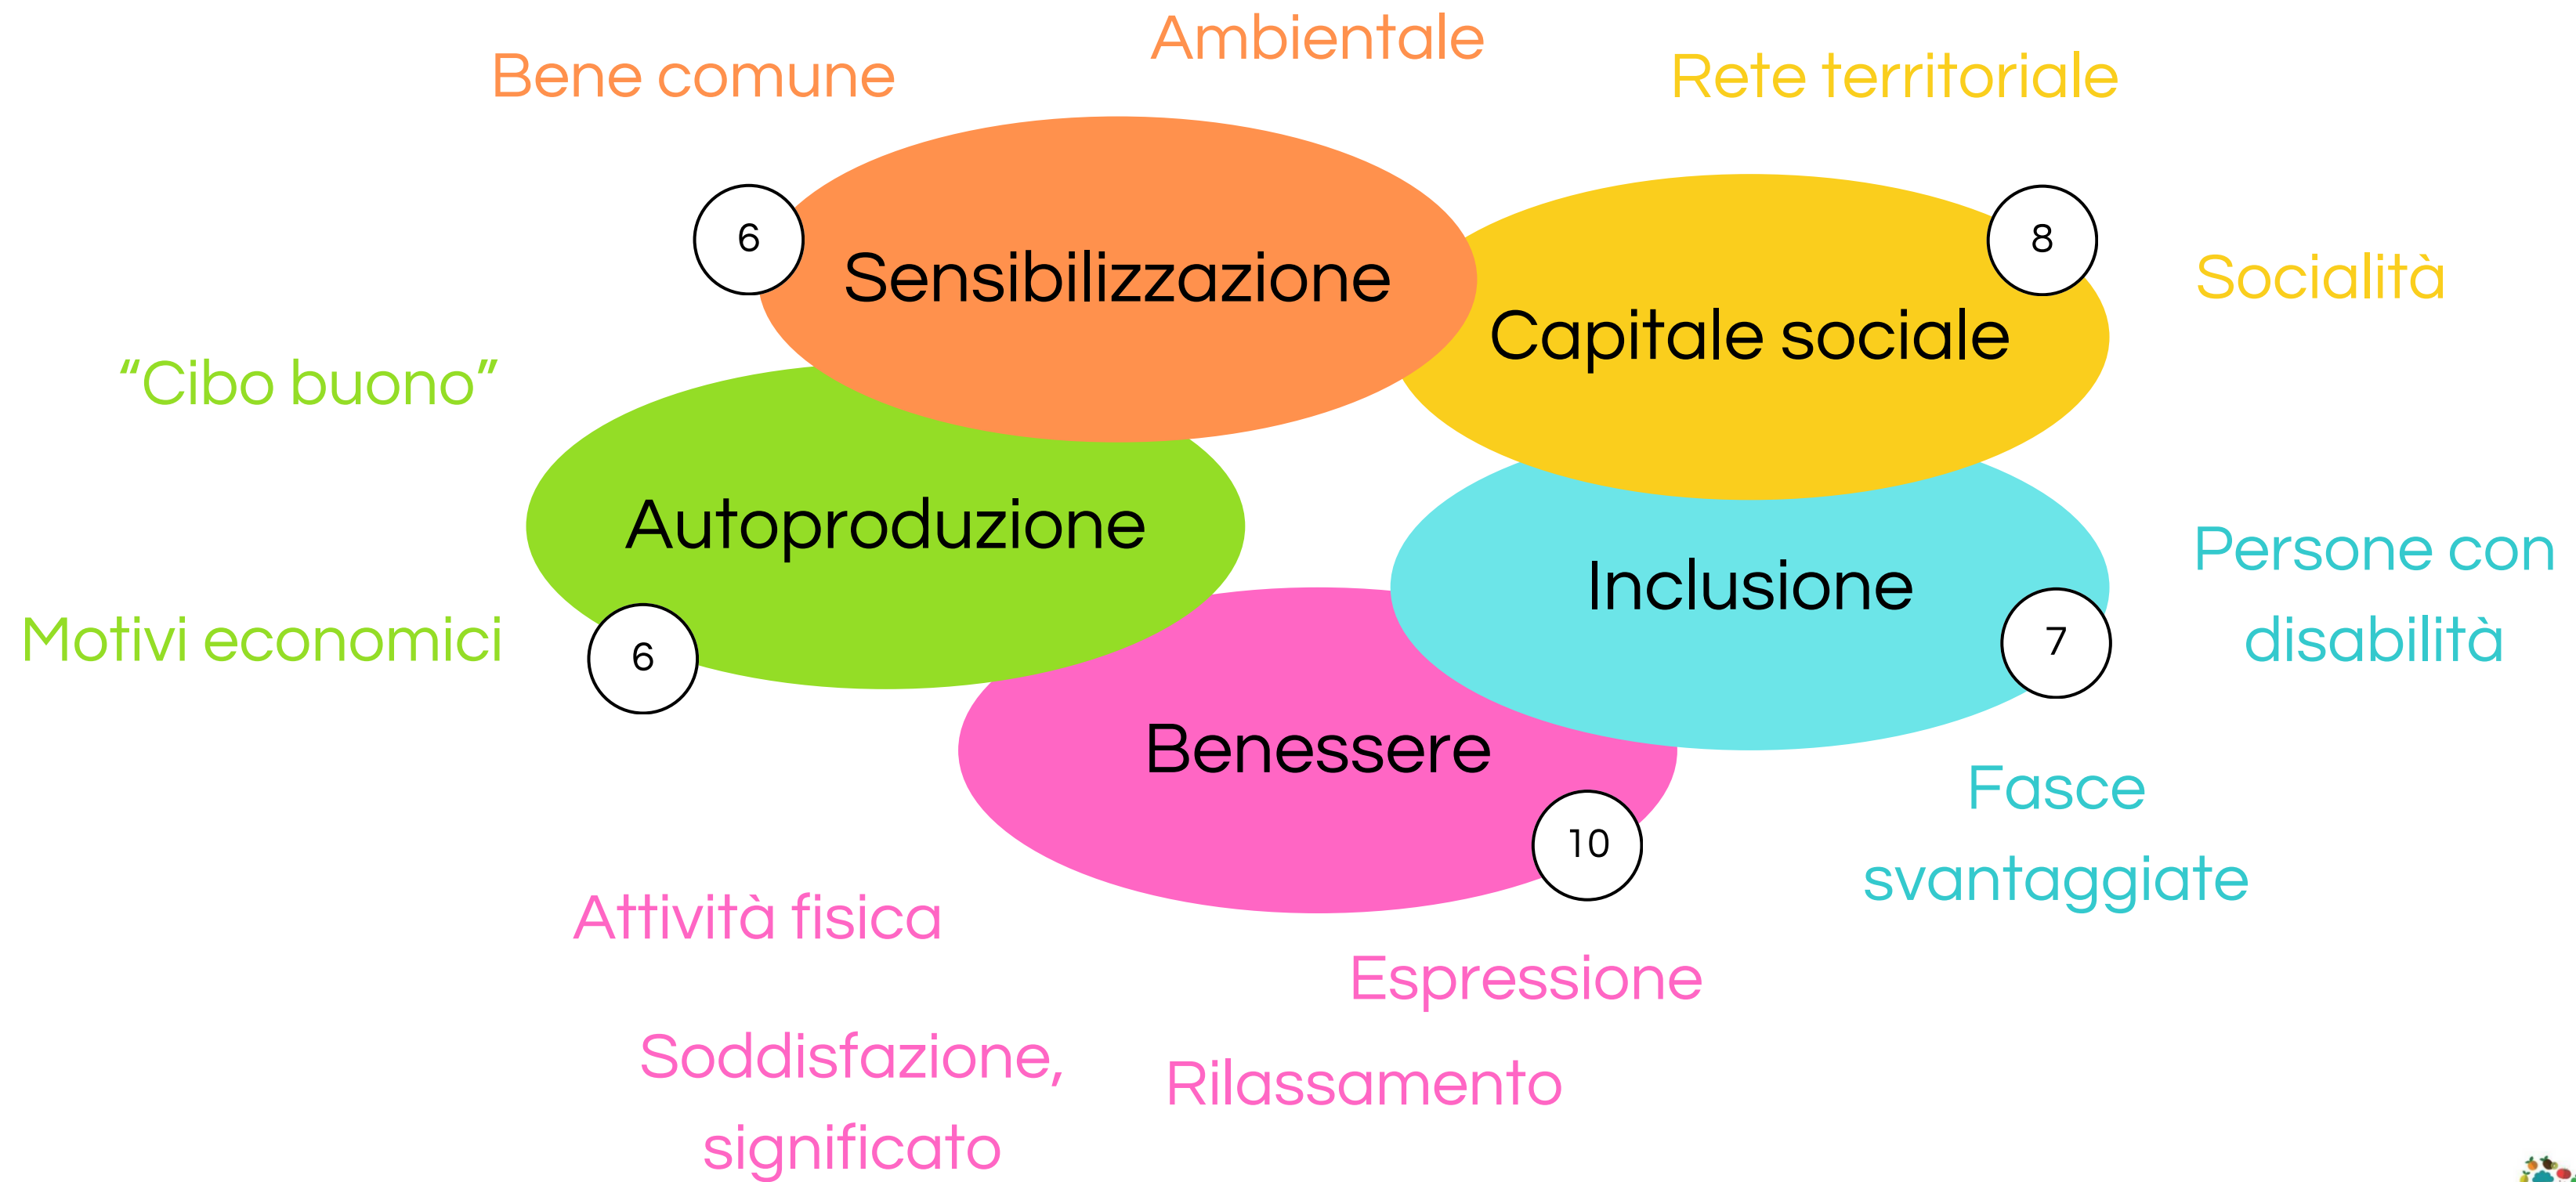 Ambientale
Bene comune
Rete territoriale
6
8
Sensibilizzazione
Socialità
Capitale sociale
“Cibo buono”
Autoproduzione
Persone con
disabilità
Inclusione
Motivi economici
6
7
Benessere
Fasce
svantaggiate
10
Attività fisica
Espressione
Soddisfazione,
significato
Rilassamento